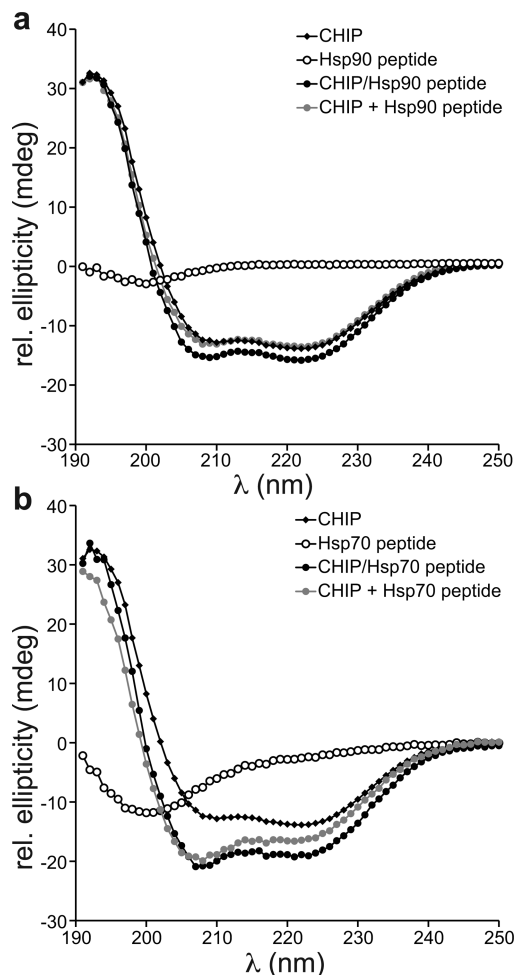 a
40
30
20
10
0
-10
-20
-30
190 200 210 220 230 240 250
rel. ellipticity (mdeg)
λ (nm)
CHIP
Hsp90 peptide
CHIP/Hsp90 peptide
CHIP + Hsp90 peptide
b
40
30
20
10
0
-10
-20
-30
190 200 210 220 230 240 250
rel. ellipticity (mdeg)
λ (nm)
CHIP
Hsp70 peptide
CHIP/Hsp70 peptide
CHIP + Hsp70 peptide